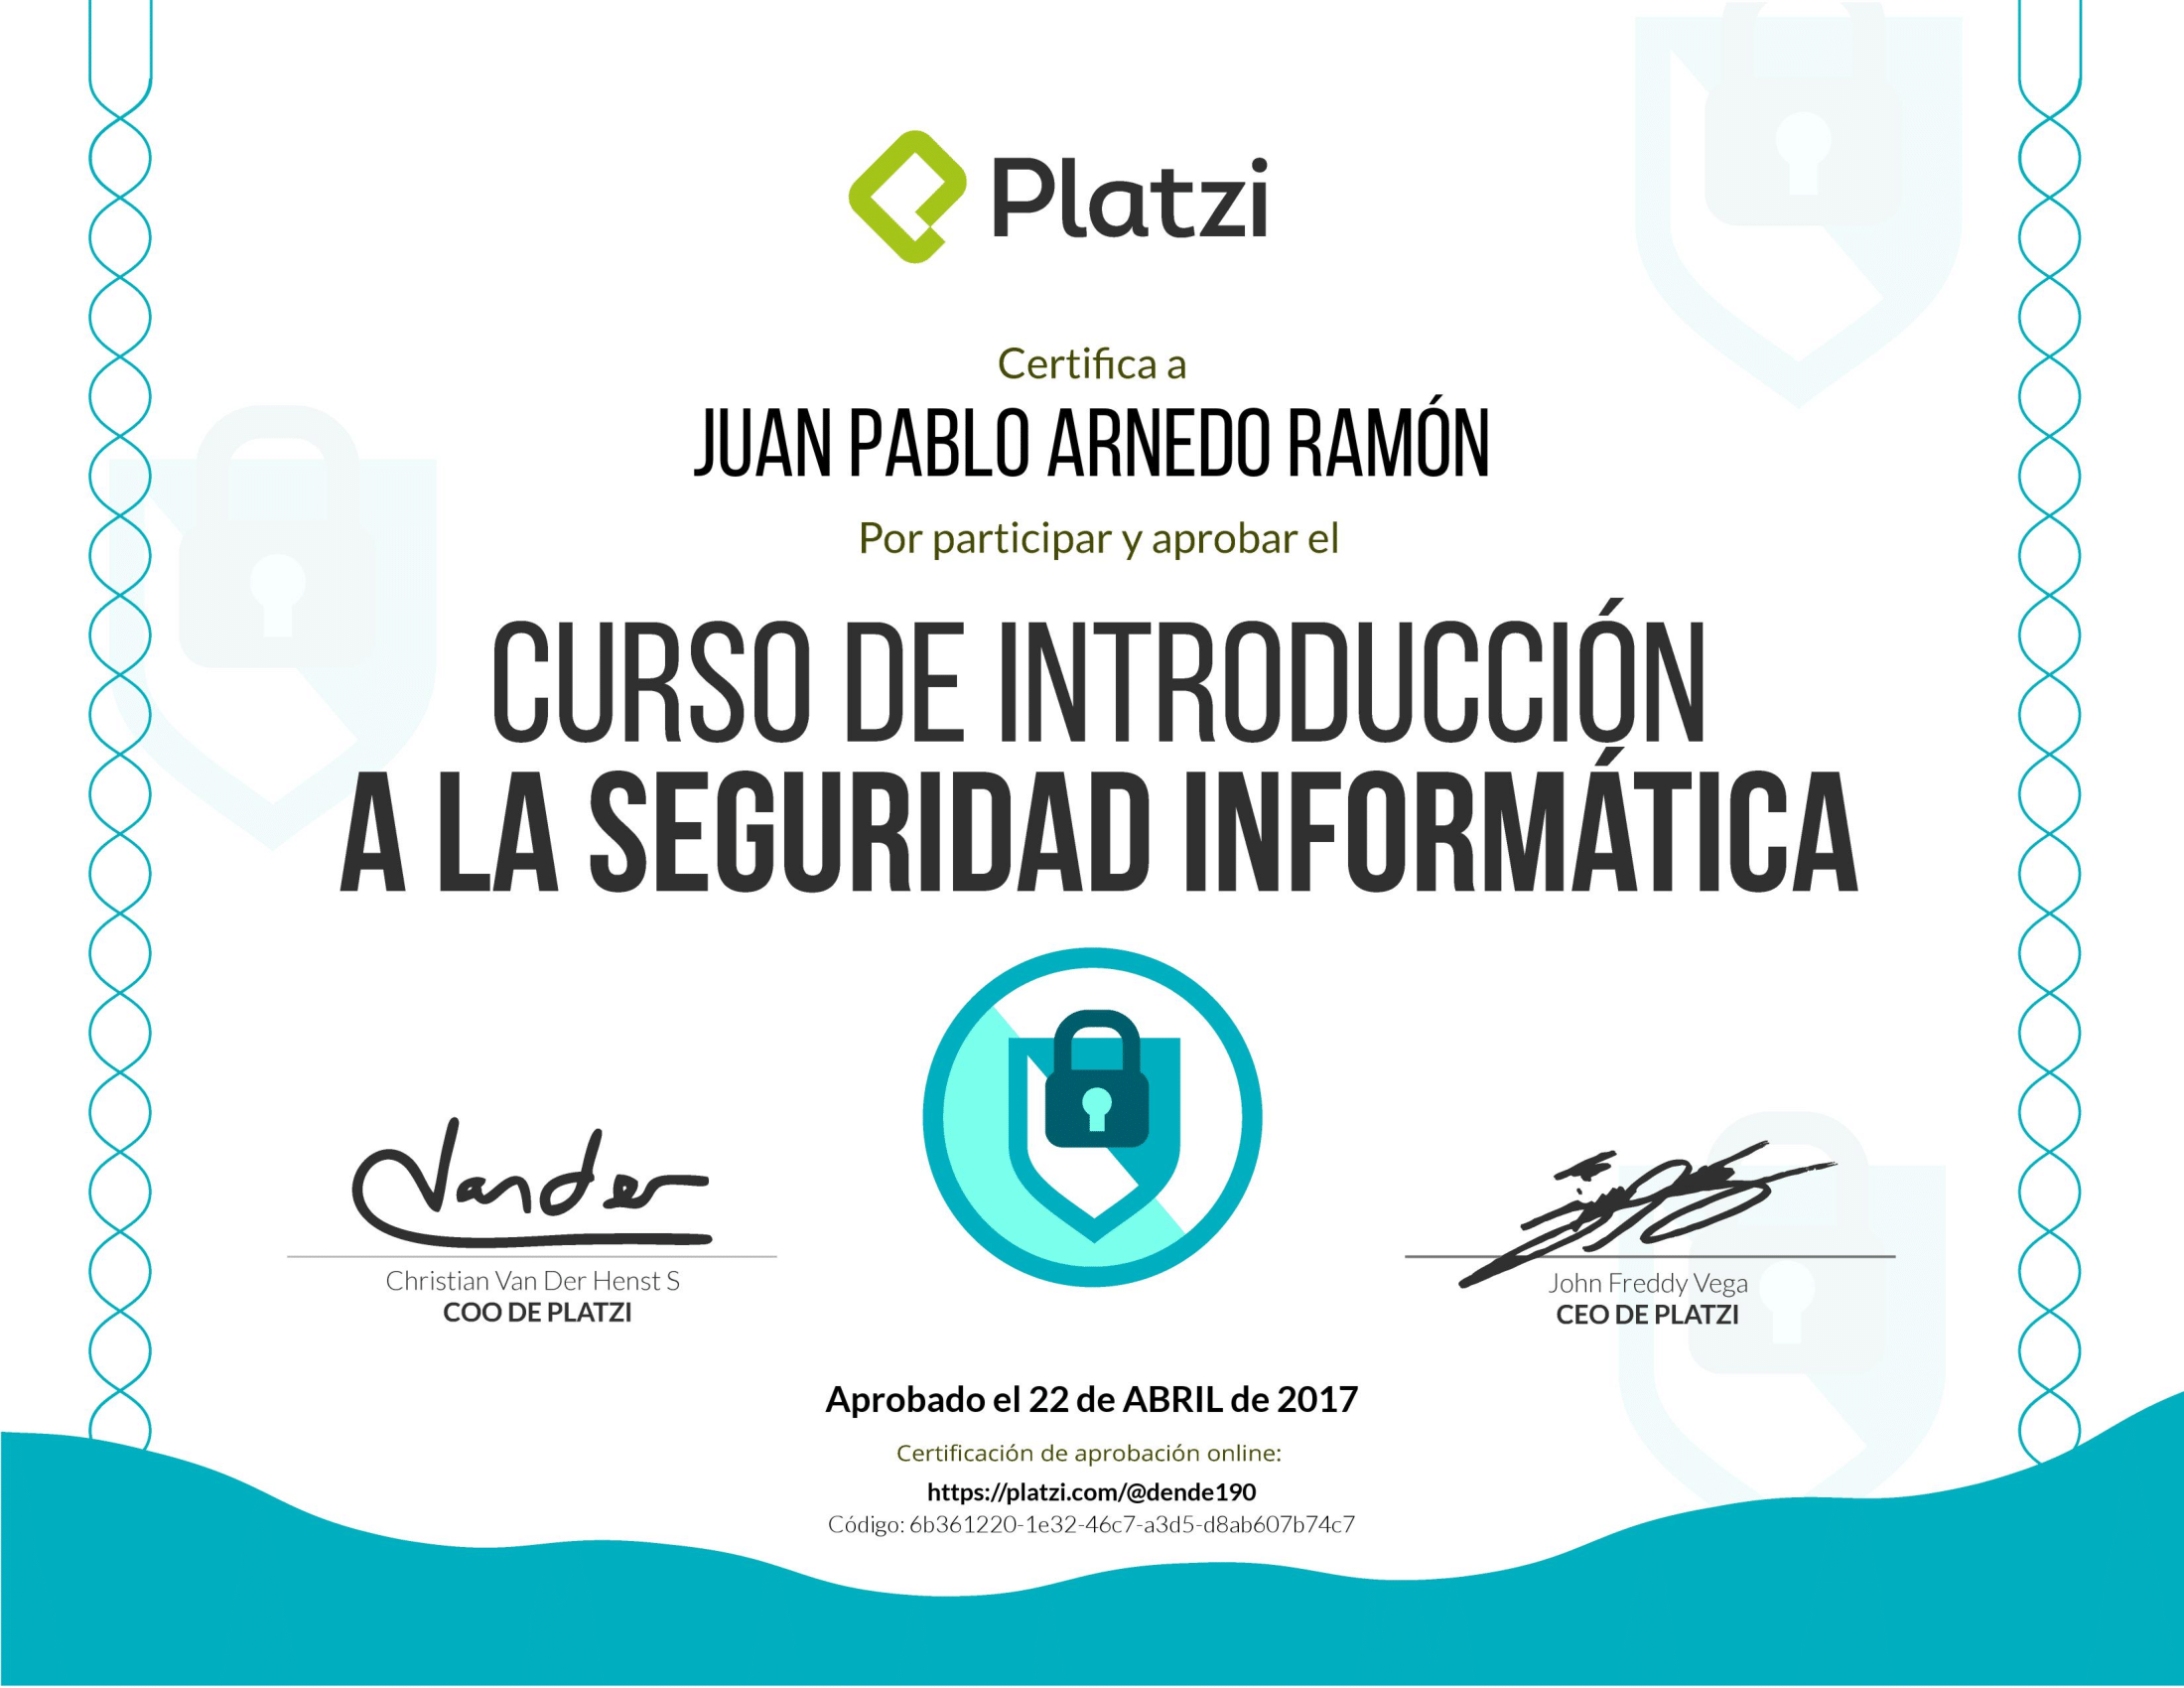 Platzi
Certifica a
JUAN PABLO ARNEDO RAMÓN
Por participar y aprobar el
CURSO DE INTRODUCCIÓN
A LA SEGURIDAD INFORMÁTICA
Vander
Christian Van Der Henst S
COO DE PLATZI
John Freddy Vega
CEO DE PLATZI
Aprobado el 22 de ABRIL de 2017
Certificación de aprobación online:
https://platzi.com/@dende190
Código: 6b361220-1e32-46c7-a3d5-d8ab607b74c7